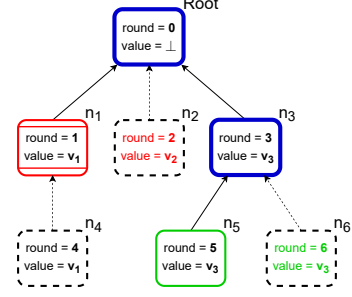 Root
round = 0
value = ⊥
n1
n2
n3
round = 1
value = v1
round = 2
value = v2
round = 3
value = v3
n4
n5
n6
round = 4
value = v1
round = 5
value = v3
round = 6
value = v3